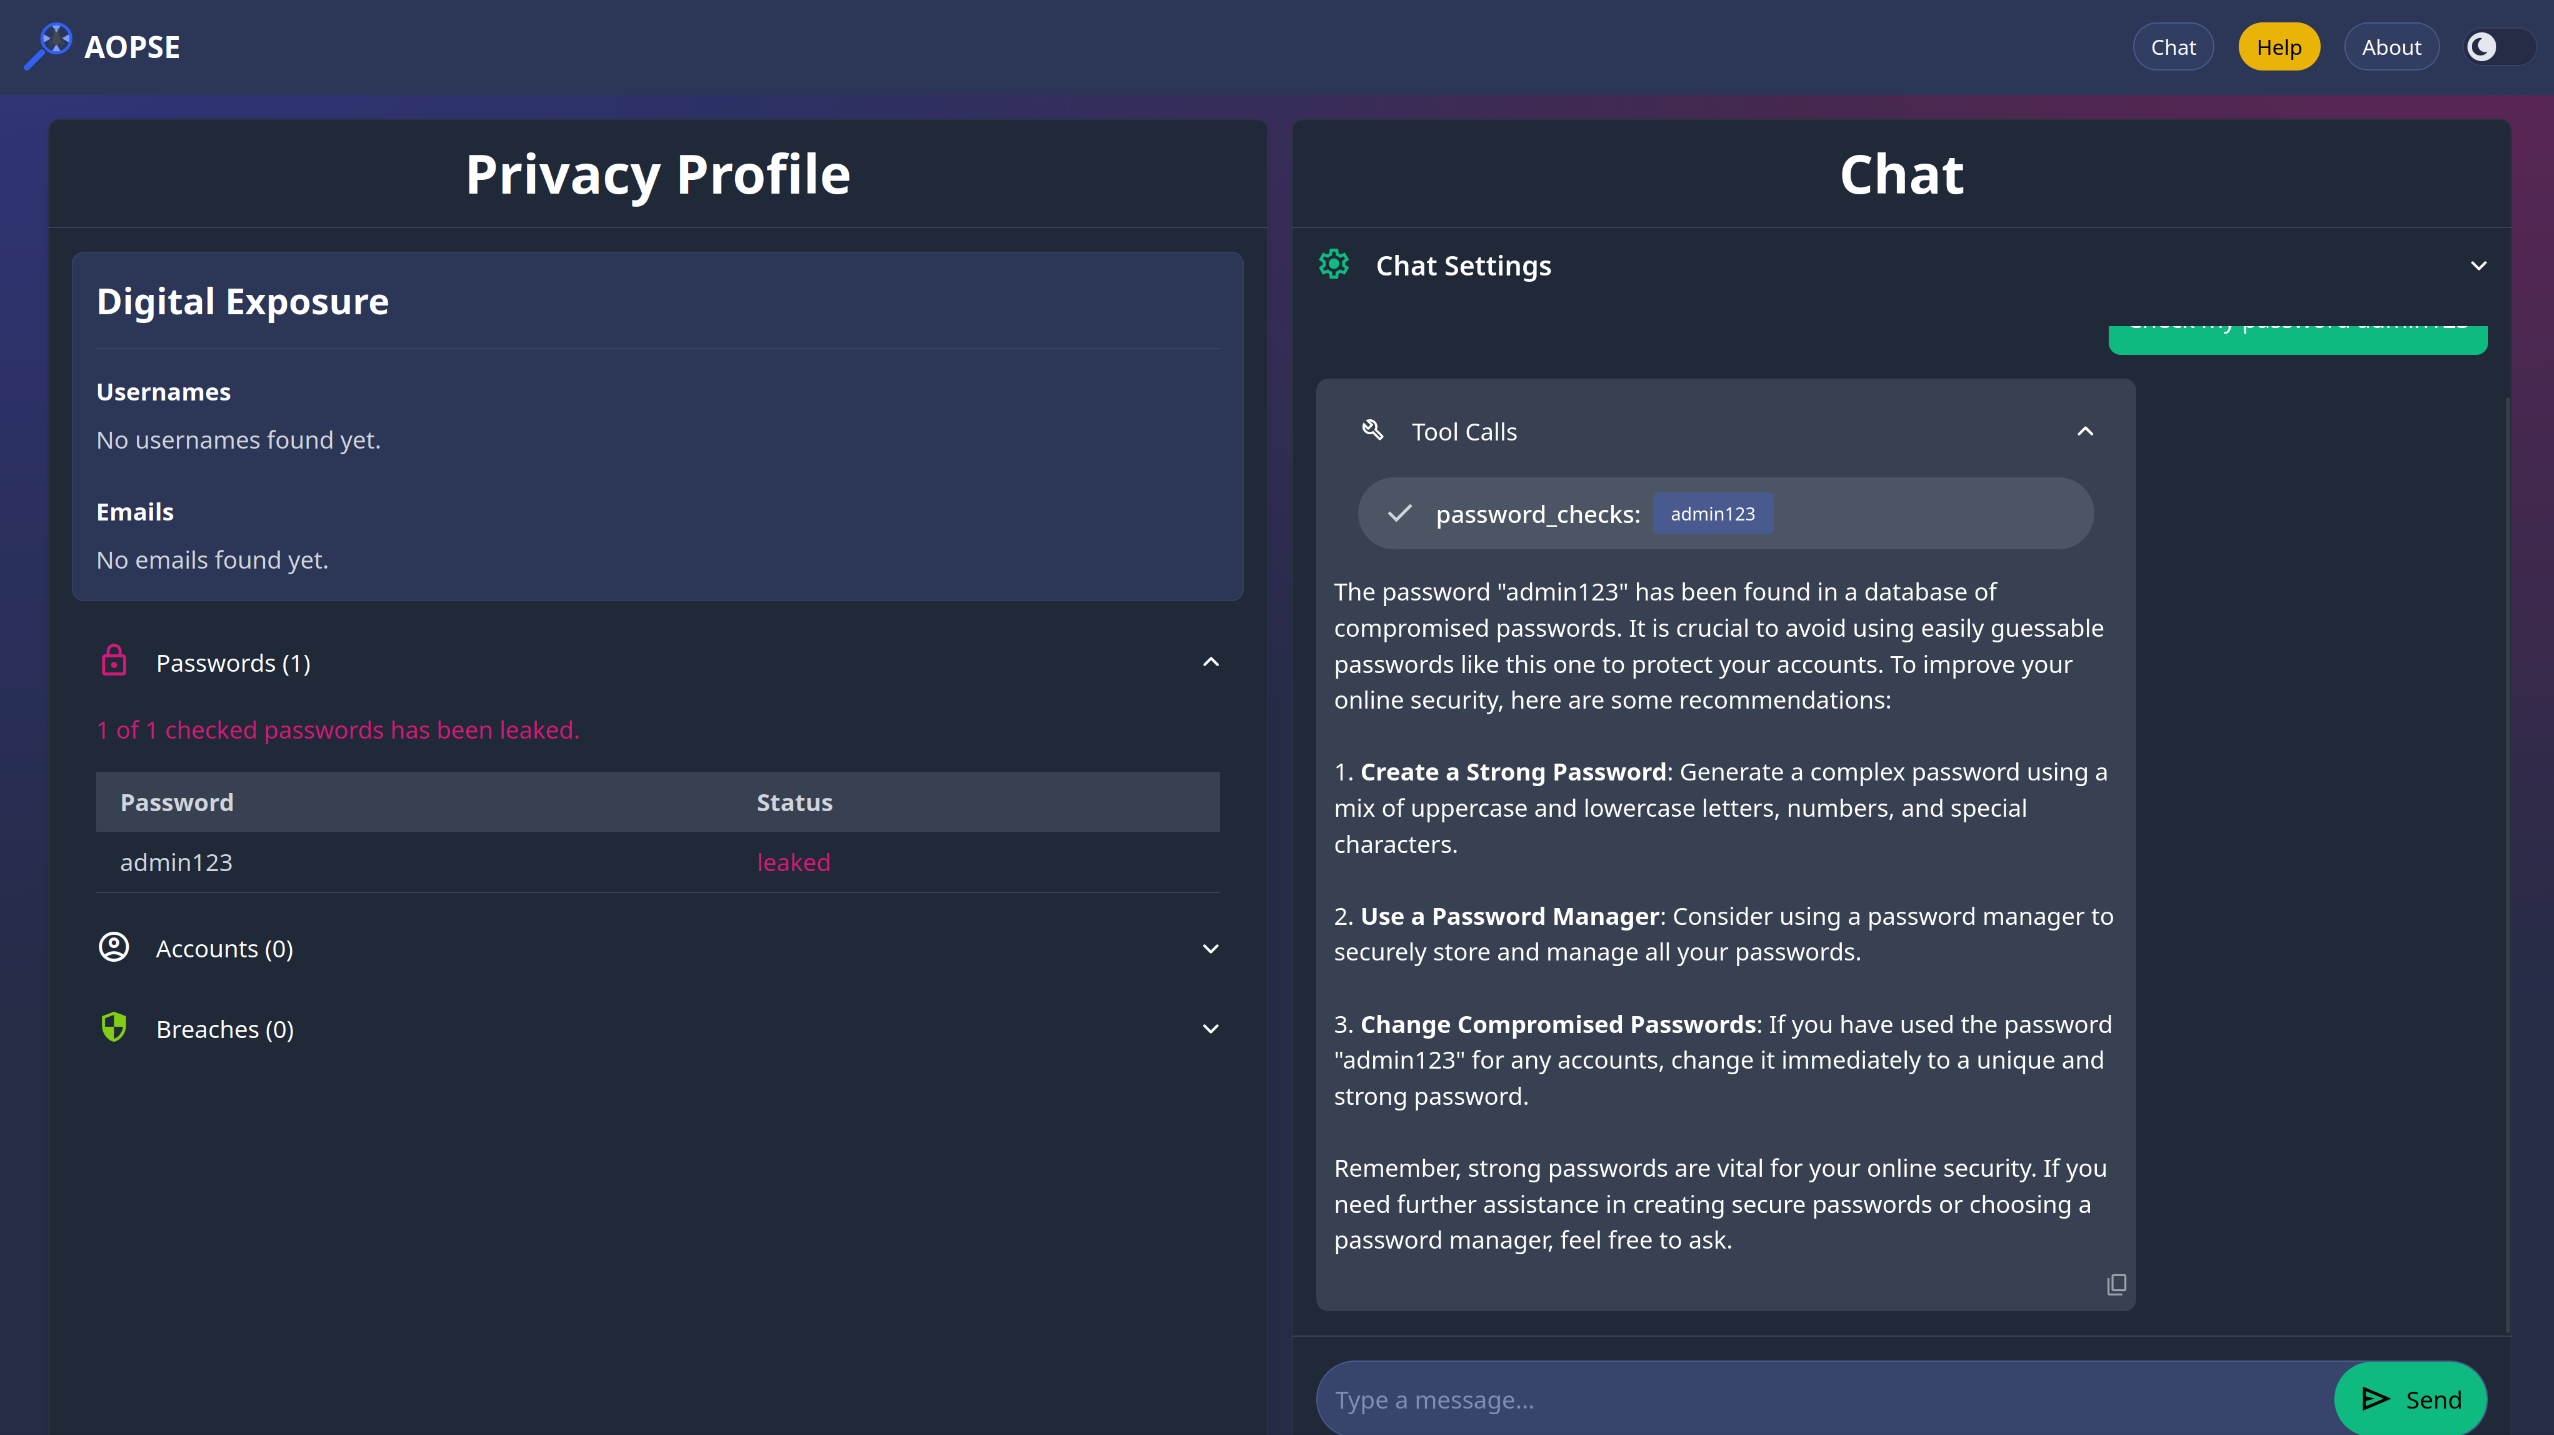 AOPSE
Chat
Help
About
Privacy Profile
Digital Exposure
Usernames
No usernames found yet.
Emails
No emails found yet.
Passwords (1)
1 of 1 checked passwords has been leaked.
Password Status
admin123 leaked
Accounts (0)
Breaches (0)
Chat
Chat Settings
Check my password admin123
Tool Calls
password_checks: admin123
The password "admin123" has been found in a database of
compromised passwords. It is crucial to avoid using easily guessable
passwords like this one to protect your accounts. To improve your
online security, here are some recommendations:
1. Create a Strong Password: Generate a complex password using a
mix of uppercase and lowercase letters, numbers, and special
characters.
2. Use a Password Manager: Consider using a password manager to
securely store and manage all your passwords.
3. Change Compromised Passwords: If you have used the password
"admin123" for any accounts, change it immediately to a unique and
strong password.
Remember, strong passwords are vital for your online security. If you
need further assistance in creating secure passwords or choosing a
password manager, feel free to ask.
Type a message...
Send